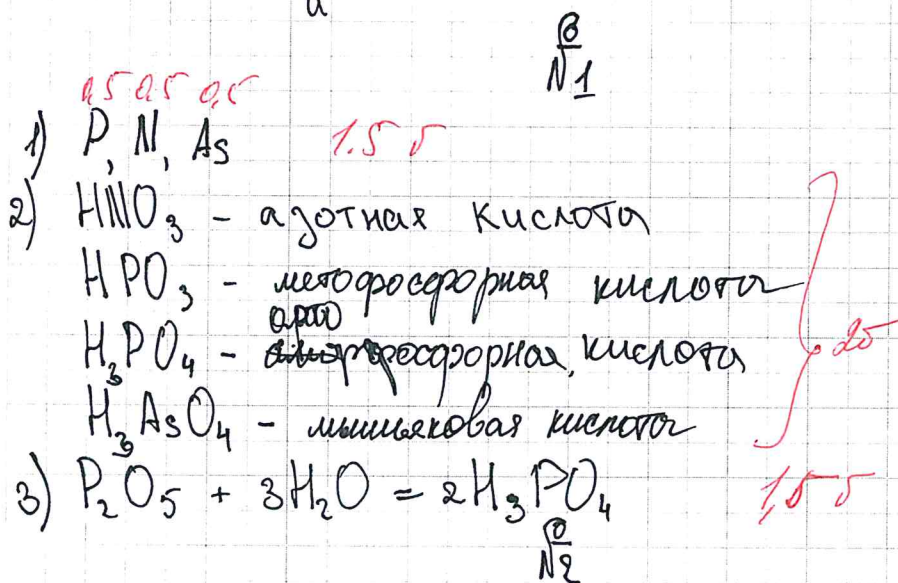 №1
0,5 0,5 0,5
1) P, N, As 1.5 б
2) HNO₃ - азотная кислота
HPO₃ - метофосфорная кислота
орто
H₃PO₄ - фосфорная кислота 2б
H₃AsO₄ - мышьяковая кислота
3) P₂O₅ + 3H₂O = 2H₃PO₄ 1,5 б
№2